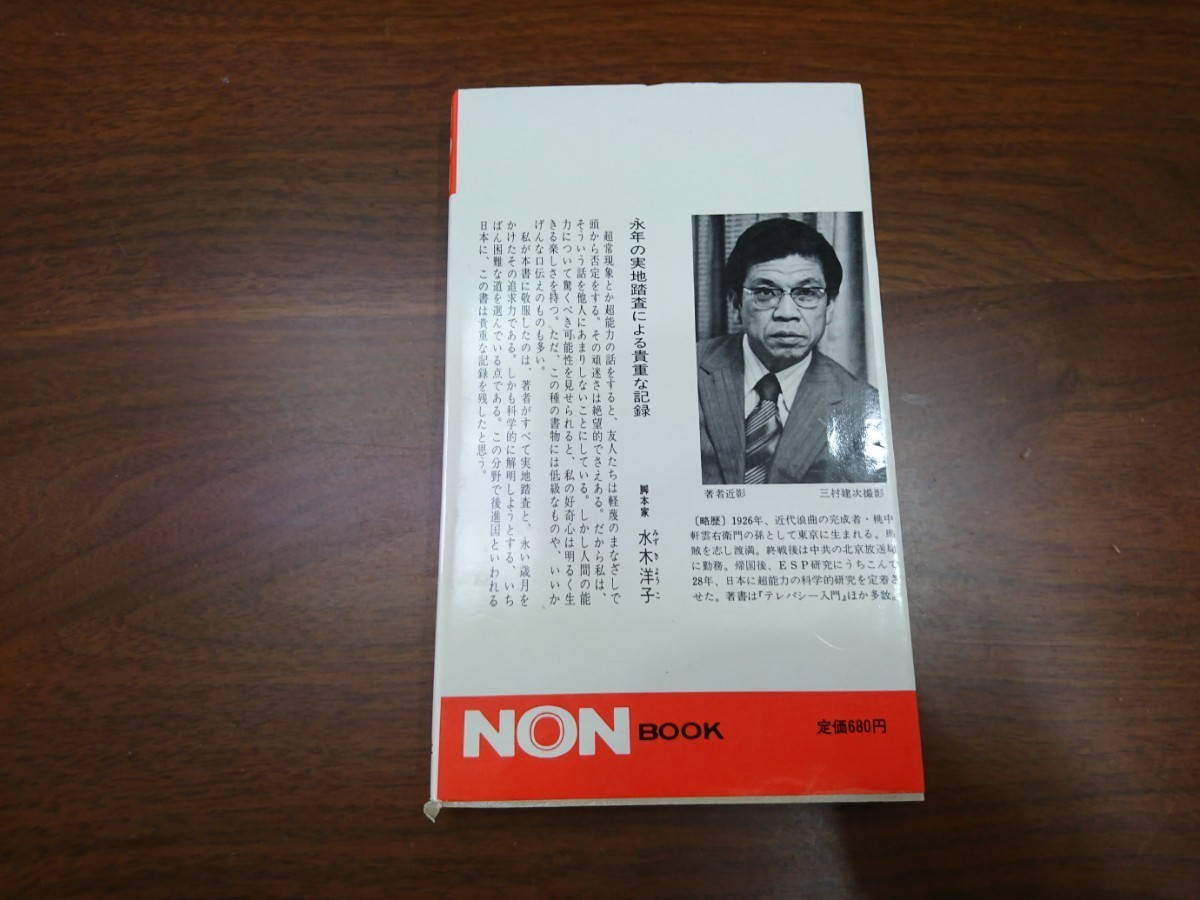 著者近影
三村建次撮影
〔略歴〕1926年、近代浪曲の完成者・桃中
軒雲右衛門の孫として東京に生まれる。馬
賊を志し渡満。終戦後は中共の北京放送局
に勤務。帰国後、ESP研究にうちこんで
28年、日本に超能力の科学的研究を定着さ
せた。著書は『テレパシー入門』ほか多数。
永年の実地踏査による貴重な記録
脚本家 水木洋子
みずきようこ
超常現象とか超能力の話をすると、友人たちは軽蔑のまなざしで
頭から否定をする。その頑迷さは絶望的でさえある。だから私は、
そういう話を他人にあまりしないことにしている。しかし人間の能
力について驚くべき可能性を見せられると、私の好奇心は明るく生
きる楽しさを持つ。ただ、この種の書物には低級なものや、いいか
げんな口伝えのものも多い。
私が本書に敬服したのは、著者がすべて実地踏査と、永い歳月を
かけたその追求力である。しかも科学的に解明しようとする、いち
ばん困難な道を選んでいる点である。この分野で後進国といわれる
日本に、この書は貴重な記録を残したと思う。
NON BOOK
定価680円